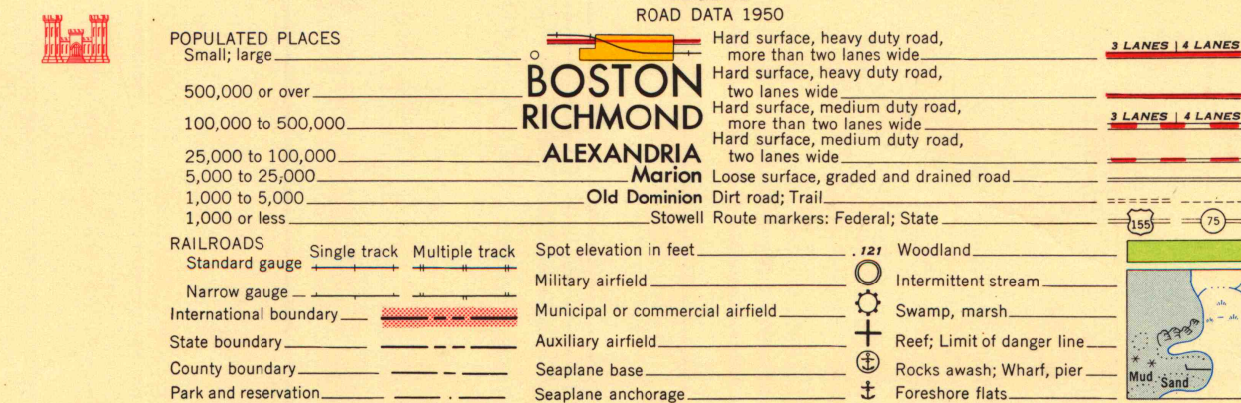 ROAD DATA 1950
POPULATED PLACES
Small; large
500,000 or over
BOSTON
100,000 to 500,000
RICHMOND
25,000 to 100,000
ALEXANDRIA
5,000 to 25,000
Marion
1,000 to 5,000
Old Dominion
1,000 or less
Stowell
Hard surface, heavy duty road,
more than two lanes wide
3 LANES | 4 LANES
Hard surface, heavy duty road,
two lanes wide
Hard surface, medium duty road,
more than two lanes wide
3 LANES | 4 LANES
Hard surface, medium duty road,
two lanes wide
Loose surface, graded and drained road
Dirt road; Trail
Route markers: Federal; State
155
75
RAILROADS
Single track Multiple track
Standard gauge
Narrow gauge
International boundary
State boundary
County boundary
Park and reservation
Spot elevation in feet
.121
Military airfield
Municipal or commercial airfield
Auxiliary airfield
Seaplane base
Seaplane anchorage
Woodland
Intermittent stream
Swamp, marsh
Reef; Limit of danger line
Rocks awash; Wharf, pier
Foreshore flats
Mud
Sand